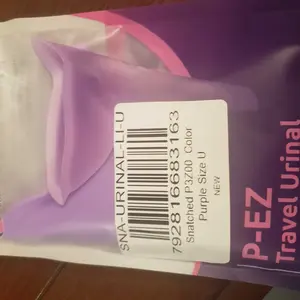 SNA-URINAL-LI-U
792816683163
Snatched P3Z00 Color
Purple Size U
NEW
P-EZ
Travel Urinal